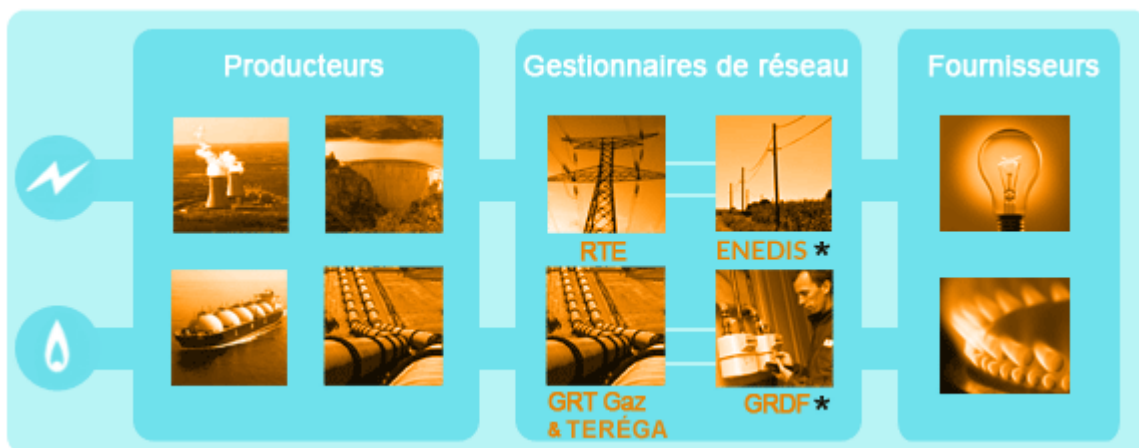 Producteurs
Gestionnaires de réseau
Fournisseurs
RTE
ENEDIS *
GRT Gaz
& TERÉGA
GRDF *